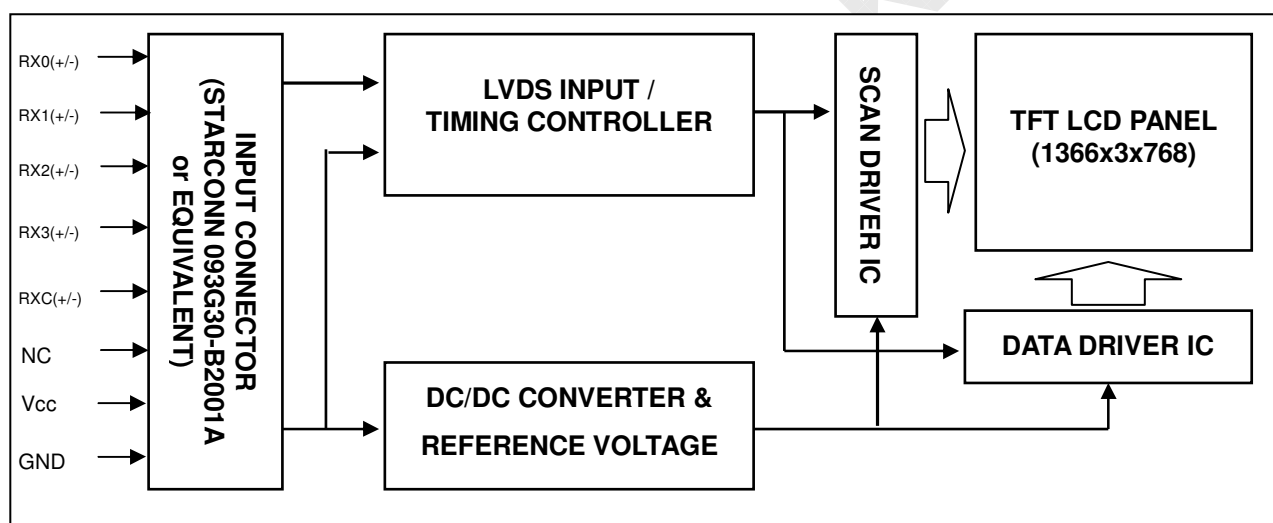 RX0(+/-)
RX1(+/-)
RX2(+/-)
RX3(+/-)
RXC(+/-)
NC
Vcc
GND
INPUT CONNECTOR
(STARCONN 093G30-B2001A
or EQUIVALENT)
LVDS INPUT /
TIMING CONTROLLER
DC/DC CONVERTER &
REFERENCE VOLTAGE
SCAN DRIVER IC
TFT LCD PANEL
(1366x3x768)
DATA DRIVER IC